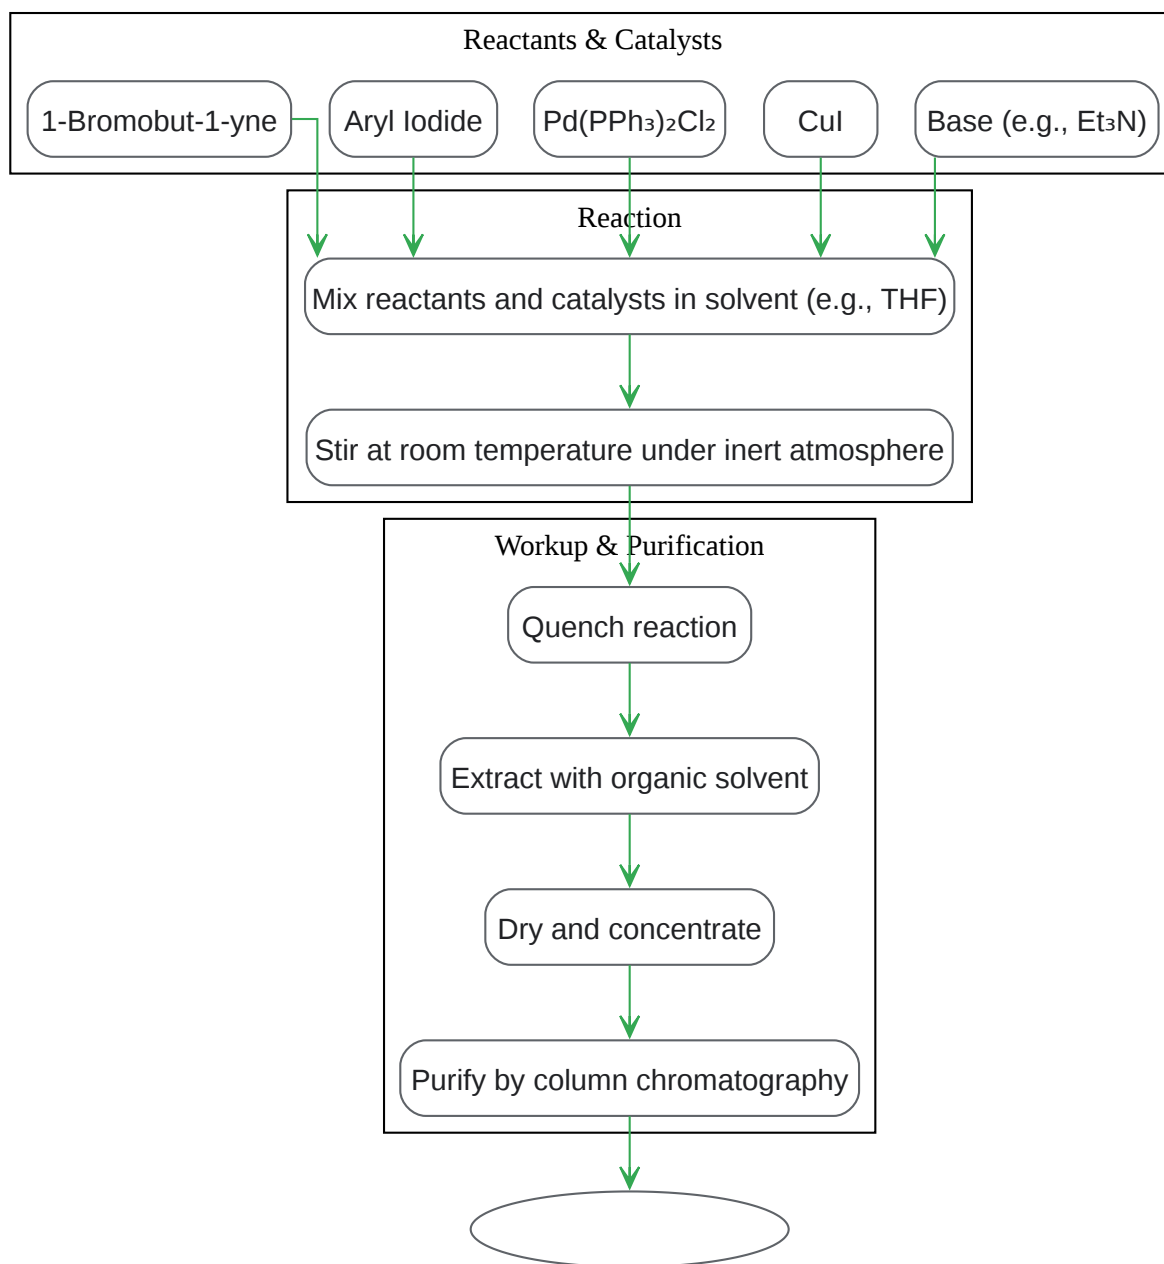 Reactants & Catalysts
1-Bromobut-1-yne
Aryl Iodide
Pd(PPh₃)₂Cl₂
CuI
Base (e.g., Et₃N)
Reaction
Mix reactants and catalysts in solvent (e.g., THF)
Stir at room temperature under inert atmosphere
Workup & Purification
Quench reaction
Extract with organic solvent
Dry and concentrate
Purify by column chromatography